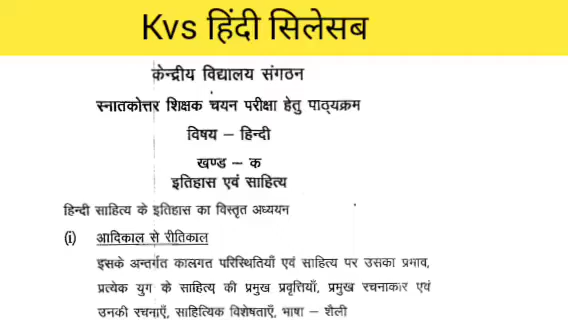 Kvs हिंदी सिलेसब
केन्द्रीय विद्यालय संगठन
स्नातकोत्तर शिक्षक चयन परीक्षा हेतु पाठ्यक्रम
विषय – हिन्दी
खण्ड – क
इतिहास एवं साहित्य
हिन्दी साहित्य के इतिहास का विस्तृत अध्ययन
(i) आदिकाल से रीतिकाल
इसके अन्तर्गत कालगत परिस्थितियाँ एवं साहित्य पर उसका प्रभाव,
प्रत्येक युग के साहित्य की प्रमुख प्रवृत्तियाँ, प्रमुख रचनाकार एवं
उनकी रचनाएँ, साहित्यिक विशेषताएँ, भाषा – शैली